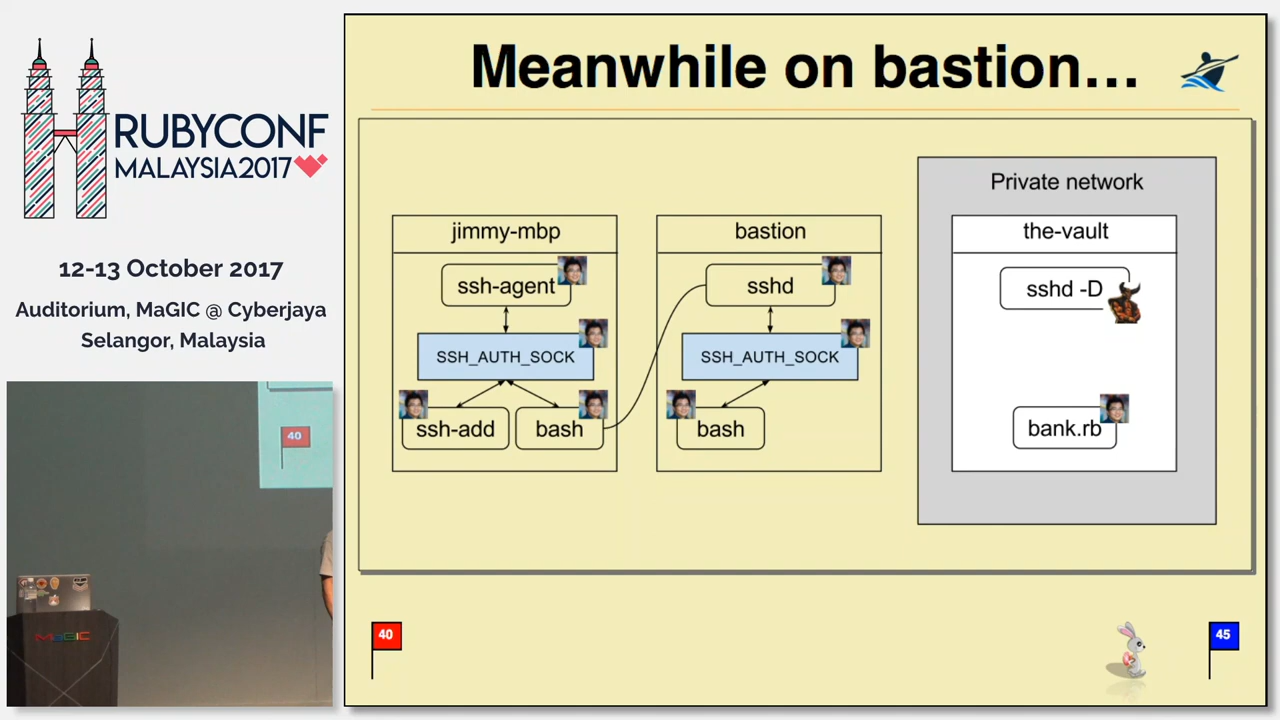 RUBYCONF
MALAYSIA2017
12-13 October 2017
Auditorium, MaGIC @ Cyberjaya
Selangor, Malaysia
40
MaGIC
Meanwhile on bastion...
Private network
jimmy-mbp
bastion
the-vault
ssh-agent
sshd
sshd -D
SSH_AUTH_SOCK
SSH_AUTH_SOCK
ssh-add
bash
bash
bank.rb
40
45